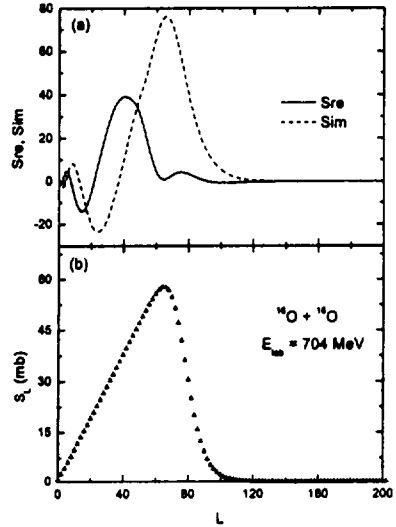 80
(a)
60
40
20
0
-20
Sre, Sim
Sre
Sim
(b)
60
45
30
15
0
S_L (mb)
¹⁶O + ¹⁶O
E_lab = 704 MeV
0 40 80 120 160 200
L